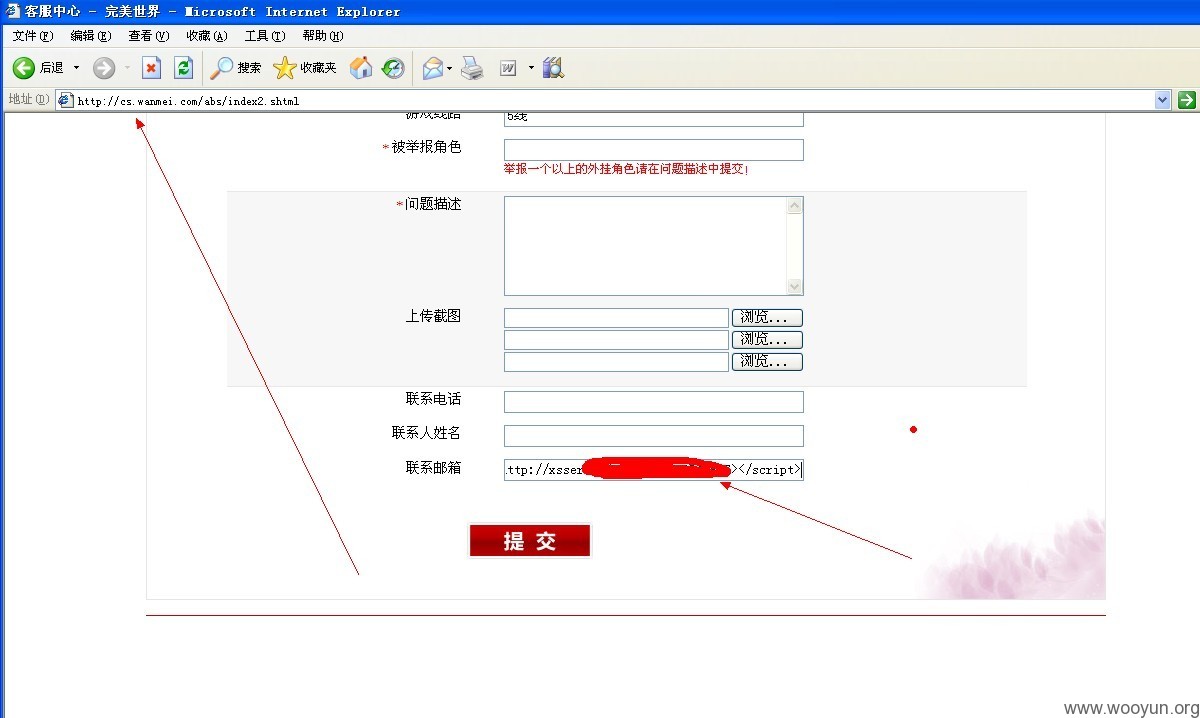 客服中心 - 完美世界 - Microsoft Internet Explorer
文件(F) 编辑(E) 查看(V) 收藏(A) 工具(T) 帮助(H)
后退 搜索 收藏夹
地址(D) http://cs.wanmei.com/abs/index2.shtml
游戏线路 5线
*被举报角色
举报一个以上的外挂角色请在问题描述中提交!
*问题描述
上传截图 浏览...
浏览...
浏览...
联系电话
联系人姓名
联系邮箱 ttp://xsser ></script>
提 交
www.wooyun.org